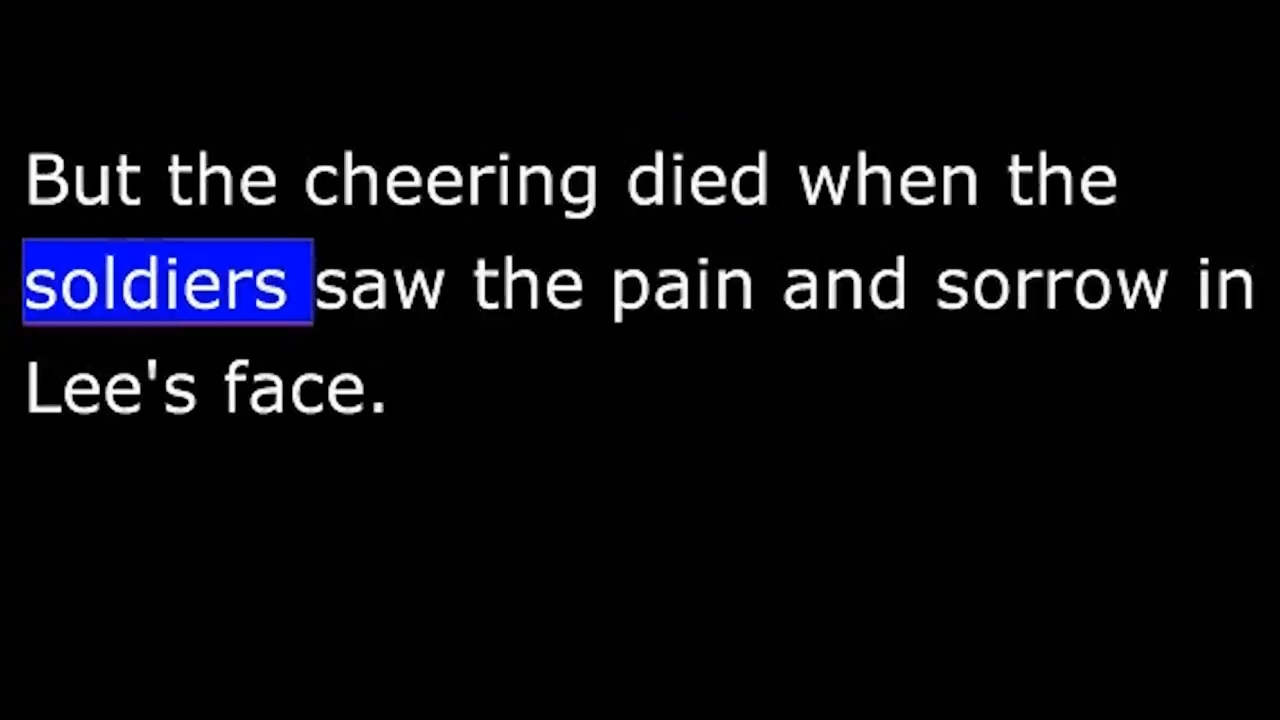 But the cheering died when the
soldiers saw the pain and sorrow in
Lee's face.